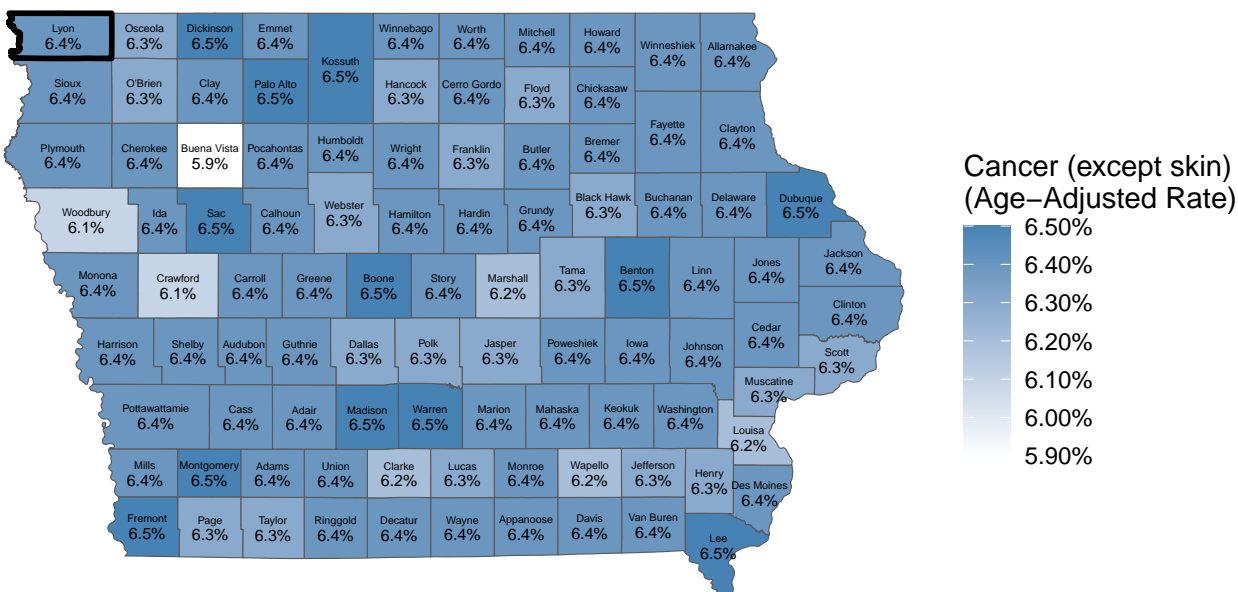 Lyon
6.4%
Osceola
6.3%
Dickinson
6.5%
Emmet
6.4%
Kossuth
6.5%
Winnebago
6.4%
Worth
6.4%
Mitchell
6.4%
Howard
6.4%
Winneshiek
6.4%
Allamakee
6.4%
Sioux
6.4%
O'Brien
6.3%
Clay
6.4%
Palo Alto
6.5%
Hancock
6.3%
Cerro Gordo
6.4%
Floyd
6.3%
Chickasaw
6.4%
Fayette
6.4%
Clayton
6.4%
Plymouth
6.4%
Cherokee
6.4%
Buena Vista
5.9%
Pocahontas
6.4%
Humboldt
6.4%
Wright
6.4%
Franklin
6.3%
Butler
6.4%
Bremer
6.4%
Woodbury
6.1%
Ida
6.4%
Sac
6.5%
Calhoun
6.4%
Webster
6.3%
Hamilton
6.4%
Hardin
6.4%
Grundy
6.4%
Black Hawk
6.3%
Buchanan
6.4%
Delaware
6.4%
Dubuque
6.5%
Monona
6.4%
Crawford
6.1%
Carroll
6.4%
Greene
6.4%
Boone
6.5%
Story
6.4%
Marshall
6.2%
Tama
6.3%
Benton
6.5%
Linn
6.4%
Jones
6.4%
Jackson
6.4%
Clinton
6.4%
Harrison
6.4%
Shelby
6.4%
Audubon
6.4%
Guthrie
6.4%
Dallas
6.3%
Polk
6.3%
Jasper
6.3%
Poweshiek
6.4%
Iowa
6.4%
Johnson
6.4%
Cedar
6.4%
Scott
6.3%
Muscatine
6.3%
Pottawattamie
6.4%
Cass
6.4%
Adair
6.4%
Madison
6.5%
Warren
6.5%
Marion
6.4%
Mahaska
6.4%
Keokuk
6.4%
Washington
6.4%
Louisa
6.2%
Mills
6.4%
Montgomery
6.5%
Adams
6.4%
Union
6.4%
Clarke
6.2%
Lucas
6.3%
Monroe
6.4%
Wapello
6.2%
Jefferson
6.3%
Henry
6.3%
Des Moines
6.4%
Fremont
6.5%
Page
6.3%
Taylor
6.3%
Ringgold
6.4%
Decatur
6.4%
Wayne
6.4%
Appanoose
6.4%
Davis
6.4%
Van Buren
6.4%
Lee
6.5%
Cancer (except skin)
(Age−Adjusted Rate)
6.50%
6.40%
6.30%
6.20%
6.10%
6.00%
5.90%